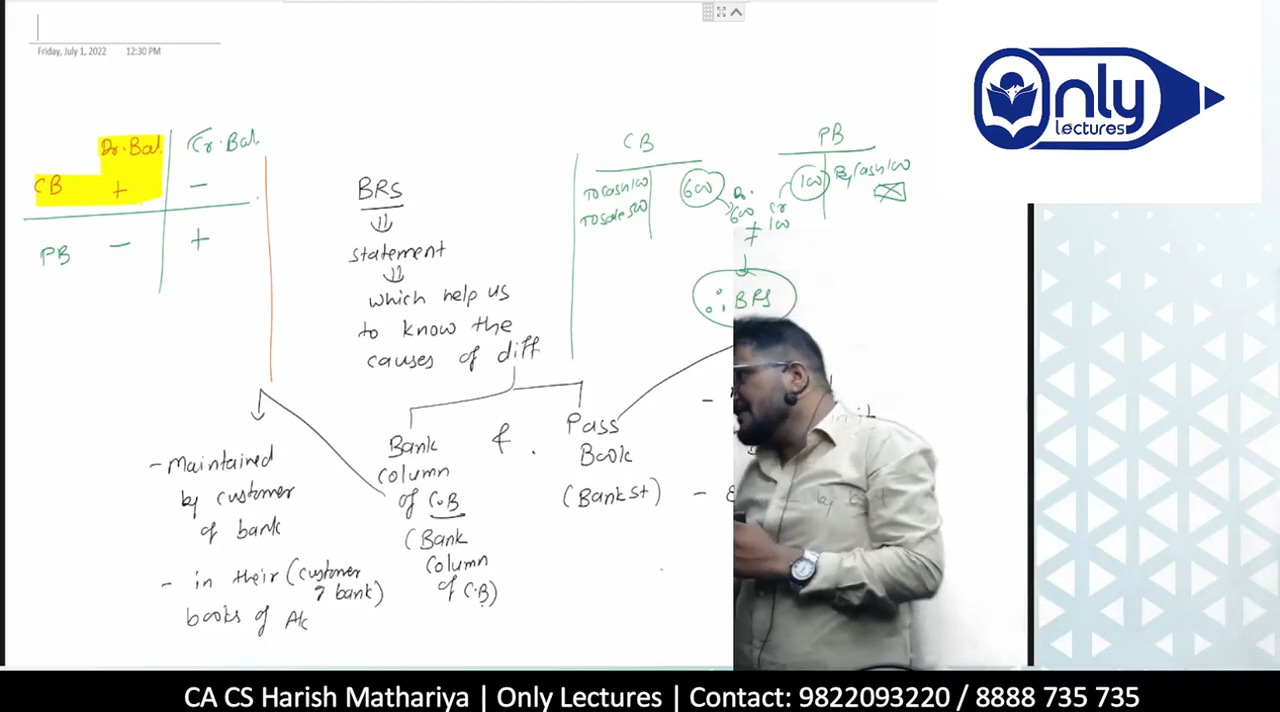 Friday, July 1, 2022 12:30 PM
Only
lectures
Dr. Bal. Cr. Bal.
CB + -
PB - +
BRS
⇓
statement
⇓
which help us
to know the
causes of diff
Bank
column
of C.B
(Bank
column
of C.B)
&
Pass
Book
(Bank St)
- Maintained
by customer
of bank
- in their (customer
of bank)
books of A/c
CB
To cash 100
To sale 500
600
Dr.
600
≠
PB
By Cash 100
100
Cr
100
∴ BRS
CA CS Harish Mathariya | Only Lectures | Contact: 9822093220 / 8888 735 735